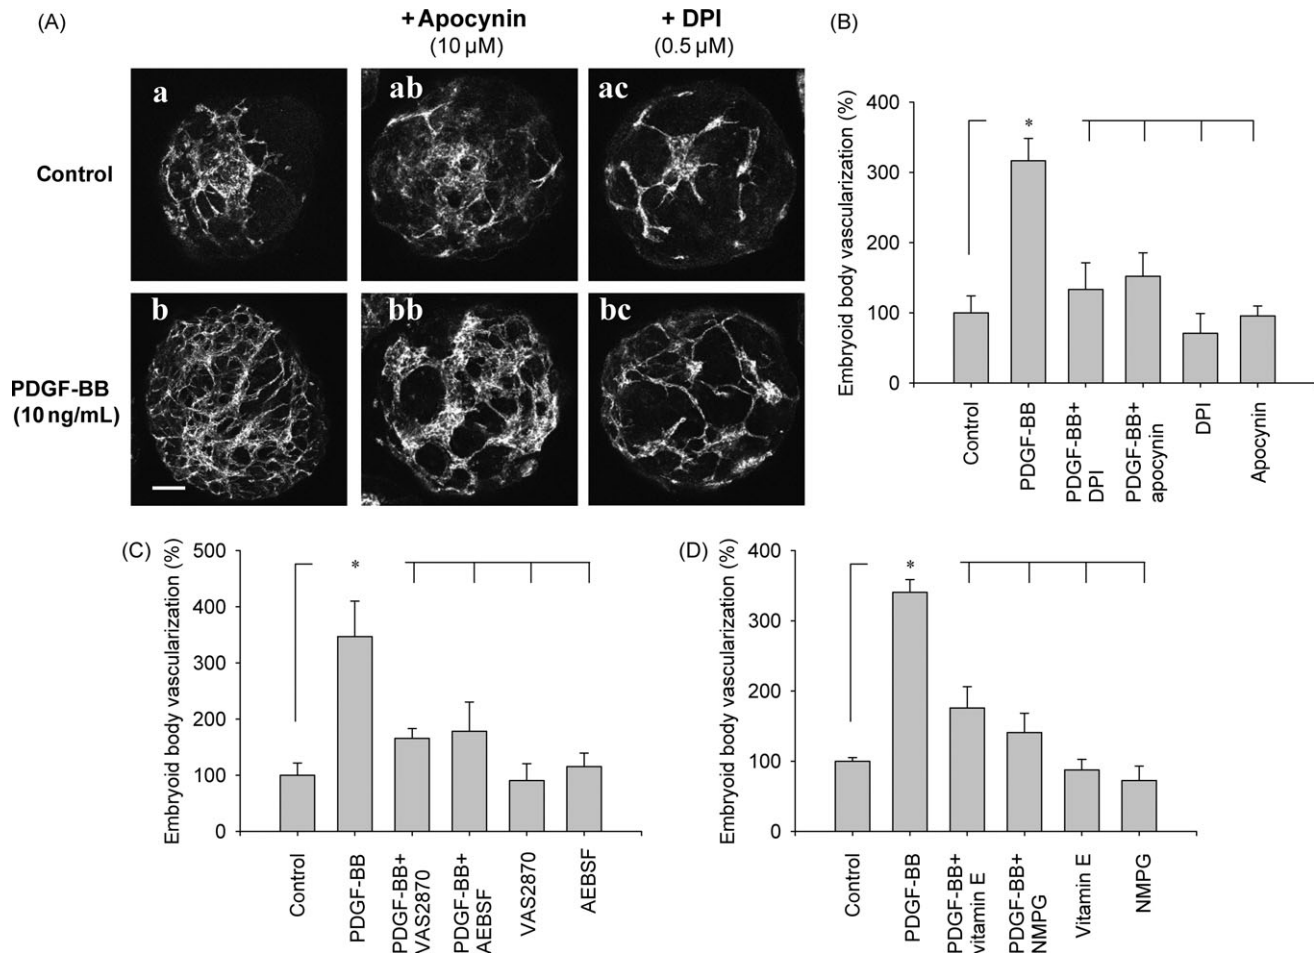 (A)
+ Apocynin
(10 µM)
+ DPI
(0.5 µM)
Control
a
ab
ac
PDGF-BB
(10 ng/mL)
b
bb
bc
(B)
Embryoid body vascularization (%)
400
300
200
100
0
*
Control
PDGF-BB
PDGF-BB+
DPI
PDGF-BB+
apocynin
DPI
Apocynin
(C)
Embryoid body vascularization (%)
500
400
300
200
100
0
*
Control
PDGF-BB
PDGF-BB+
VAS2870
PDGF-BB+
AEBSF
VAS2870
AEBSF
(D)
Embryoid body vascularization (%)
400
300
200
100
0
*
Control
PDGF-BB
PDGF-BB+
vitamin E
PDGF-BB+
NMPG
Vitamin E
NMPG